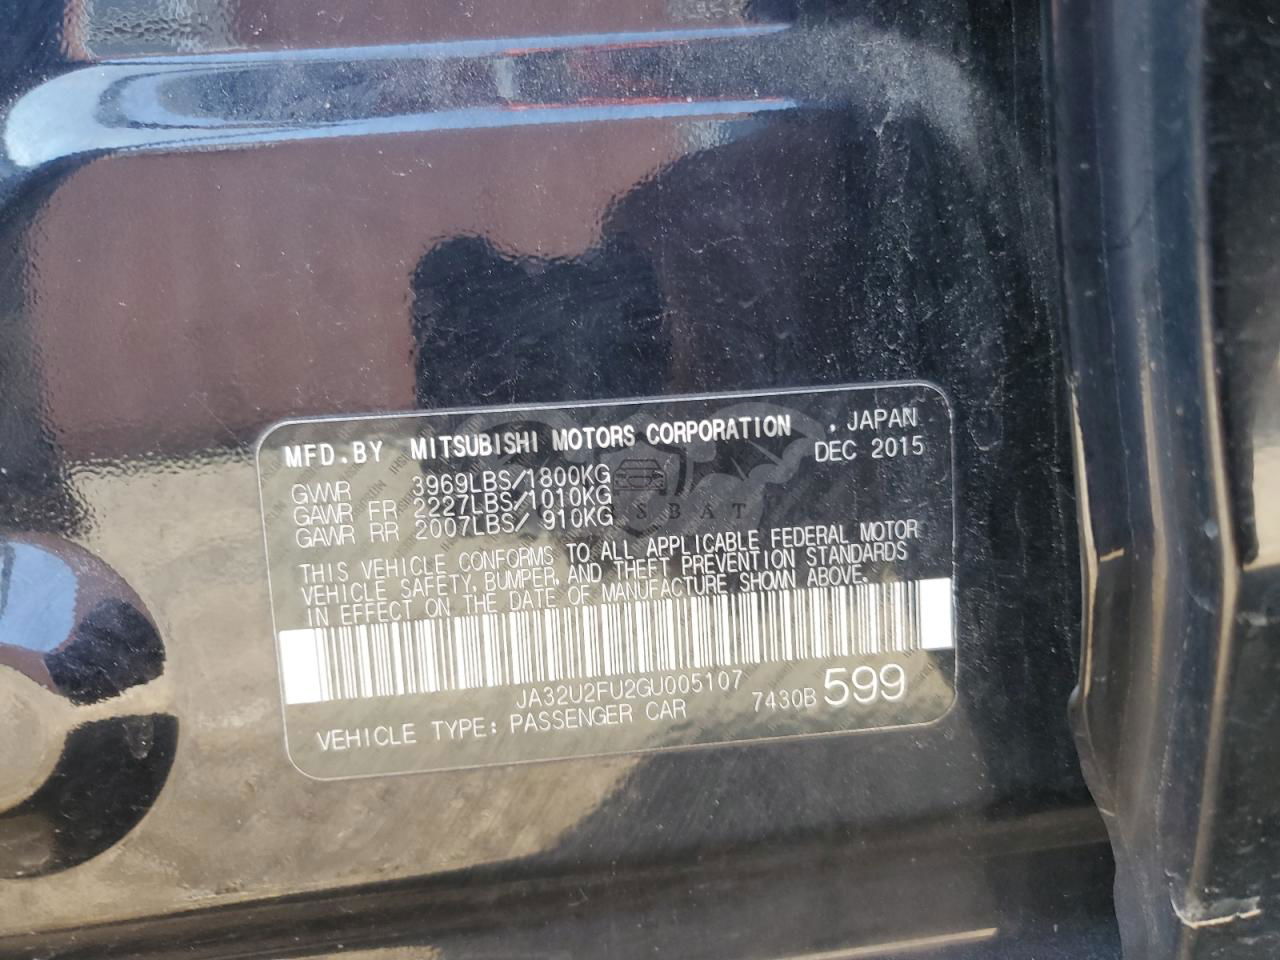 MFD.BY MITSUBISHI MOTORS CORPORATION . JAPAN
DEC 2015
GVWR 3969LBS/1800KG
GAWR FR 2227LBS/1010KG
GAWR RR 2007LBS/ 910KG
THIS VEHICLE CONFORMS TO ALL APPLICABLE FEDERAL MOTOR
VEHICLE SAFETY, BUMPER, AND THEFT PREVENTION STANDARDS
IN EFFECT ON THE DATE OF MANUFACTURE SHOWN ABOVE.
JA32U2FU2GU005107
VEHICLE TYPE: PASSENGER CAR 7430B 599